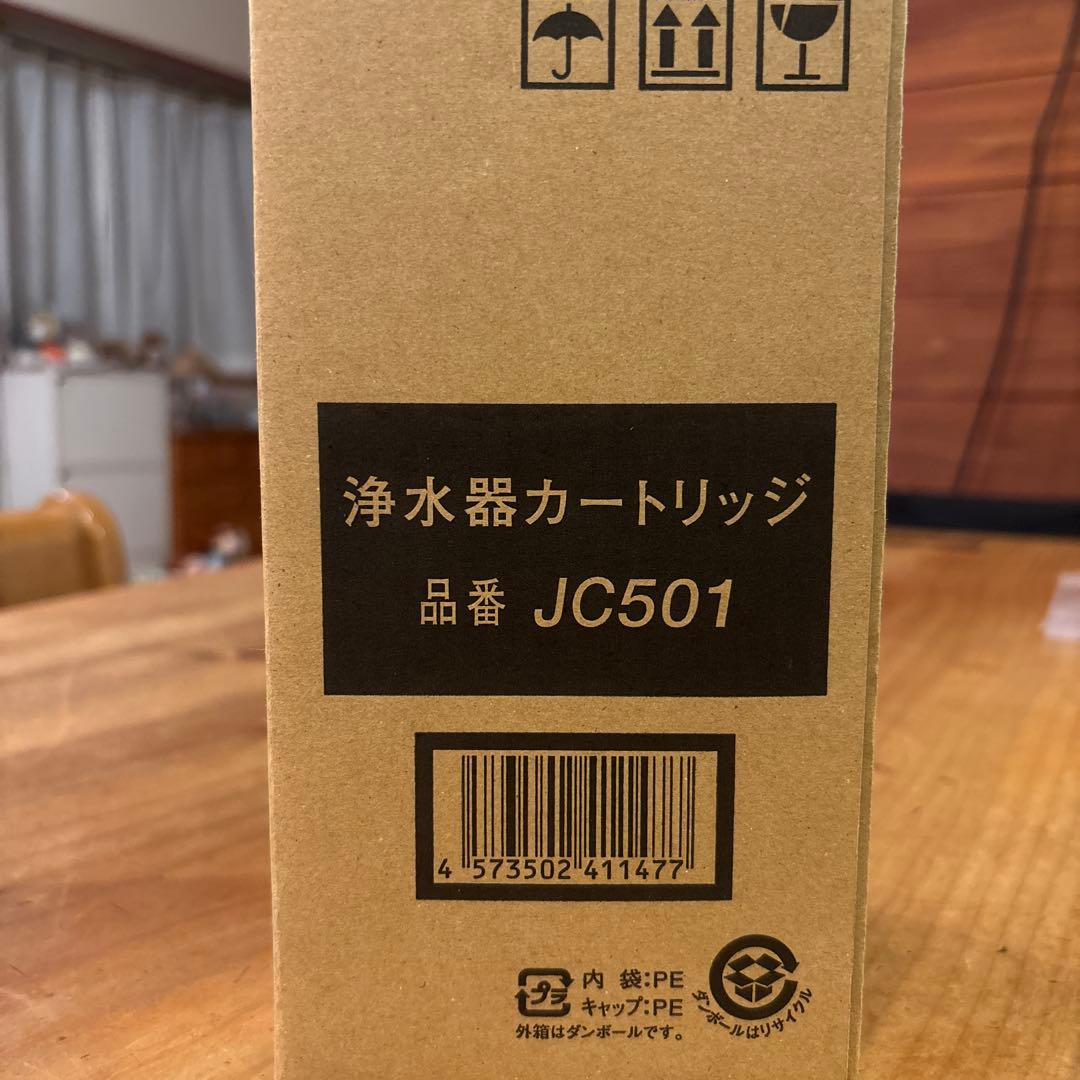 浄水器カートリッジ
品番 JC501
4 573502 411477
プラ
内 袋:PE
キャップ:PE
外箱はダンボールです。
ダンボールはリサイクル